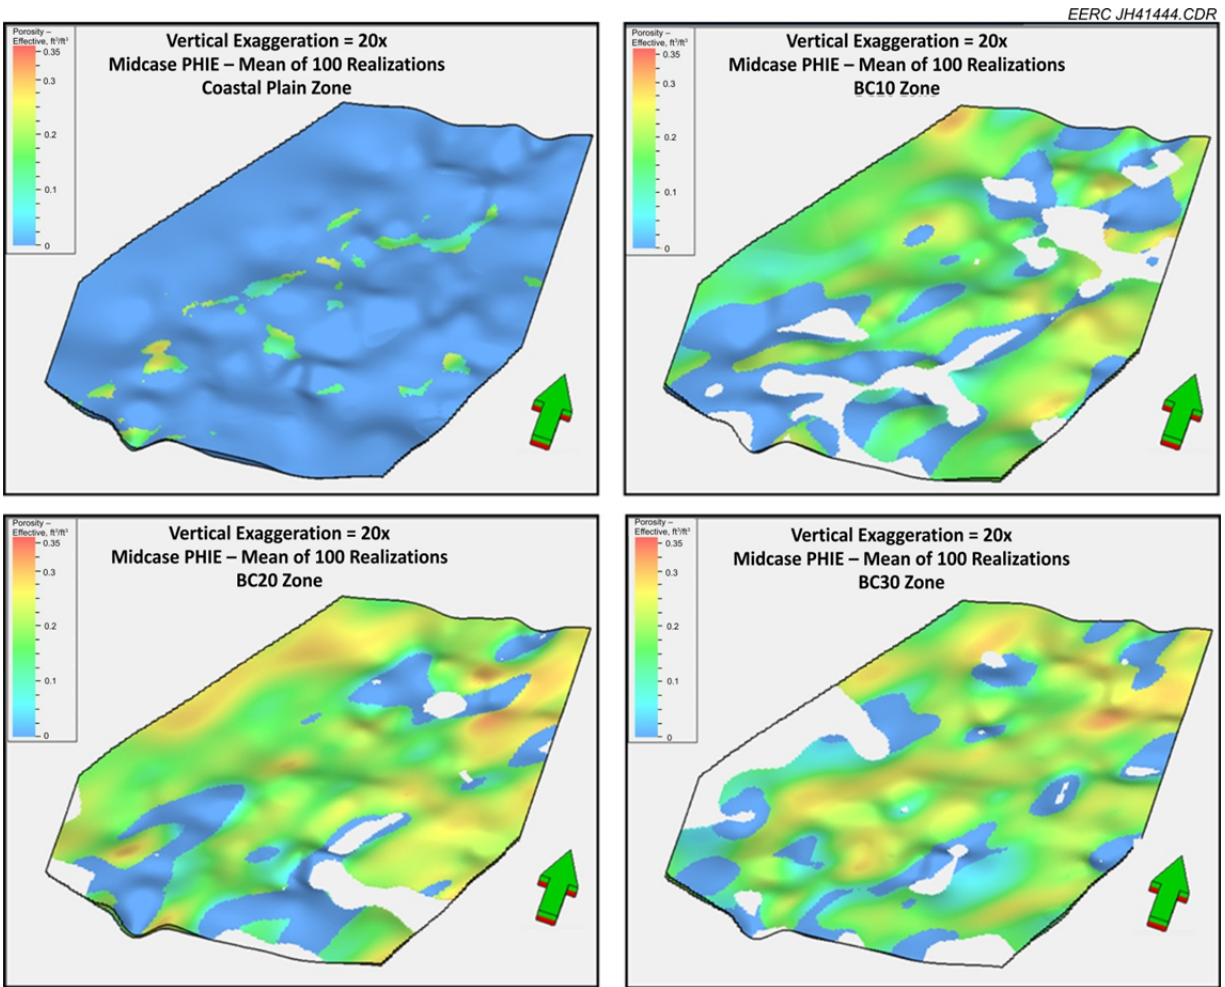 EERC JH41444.CDR
Porosity –
Effective, ft³/ft³
0.35
0.3
0.2
0.1
0
Vertical Exaggeration = 20x
Midcase PHIE – Mean of 100 Realizations
Coastal Plain Zone
Porosity –
Effective, ft³/ft³
0.35
0.3
0.2
0.1
0
Vertical Exaggeration = 20x
Midcase PHIE – Mean of 100 Realizations
BC10 Zone
Porosity –
Effective, ft³/ft³
0.35
0.3
0.2
0.1
0
Vertical Exaggeration = 20x
Midcase PHIE – Mean of 100 Realizations
BC20 Zone
Porosity –
Effective, ft³/ft³
0.35
0.3
0.2
0.1
0
Vertical Exaggeration = 20x
Midcase PHIE – Mean of 100 Realizations
BC30 Zone